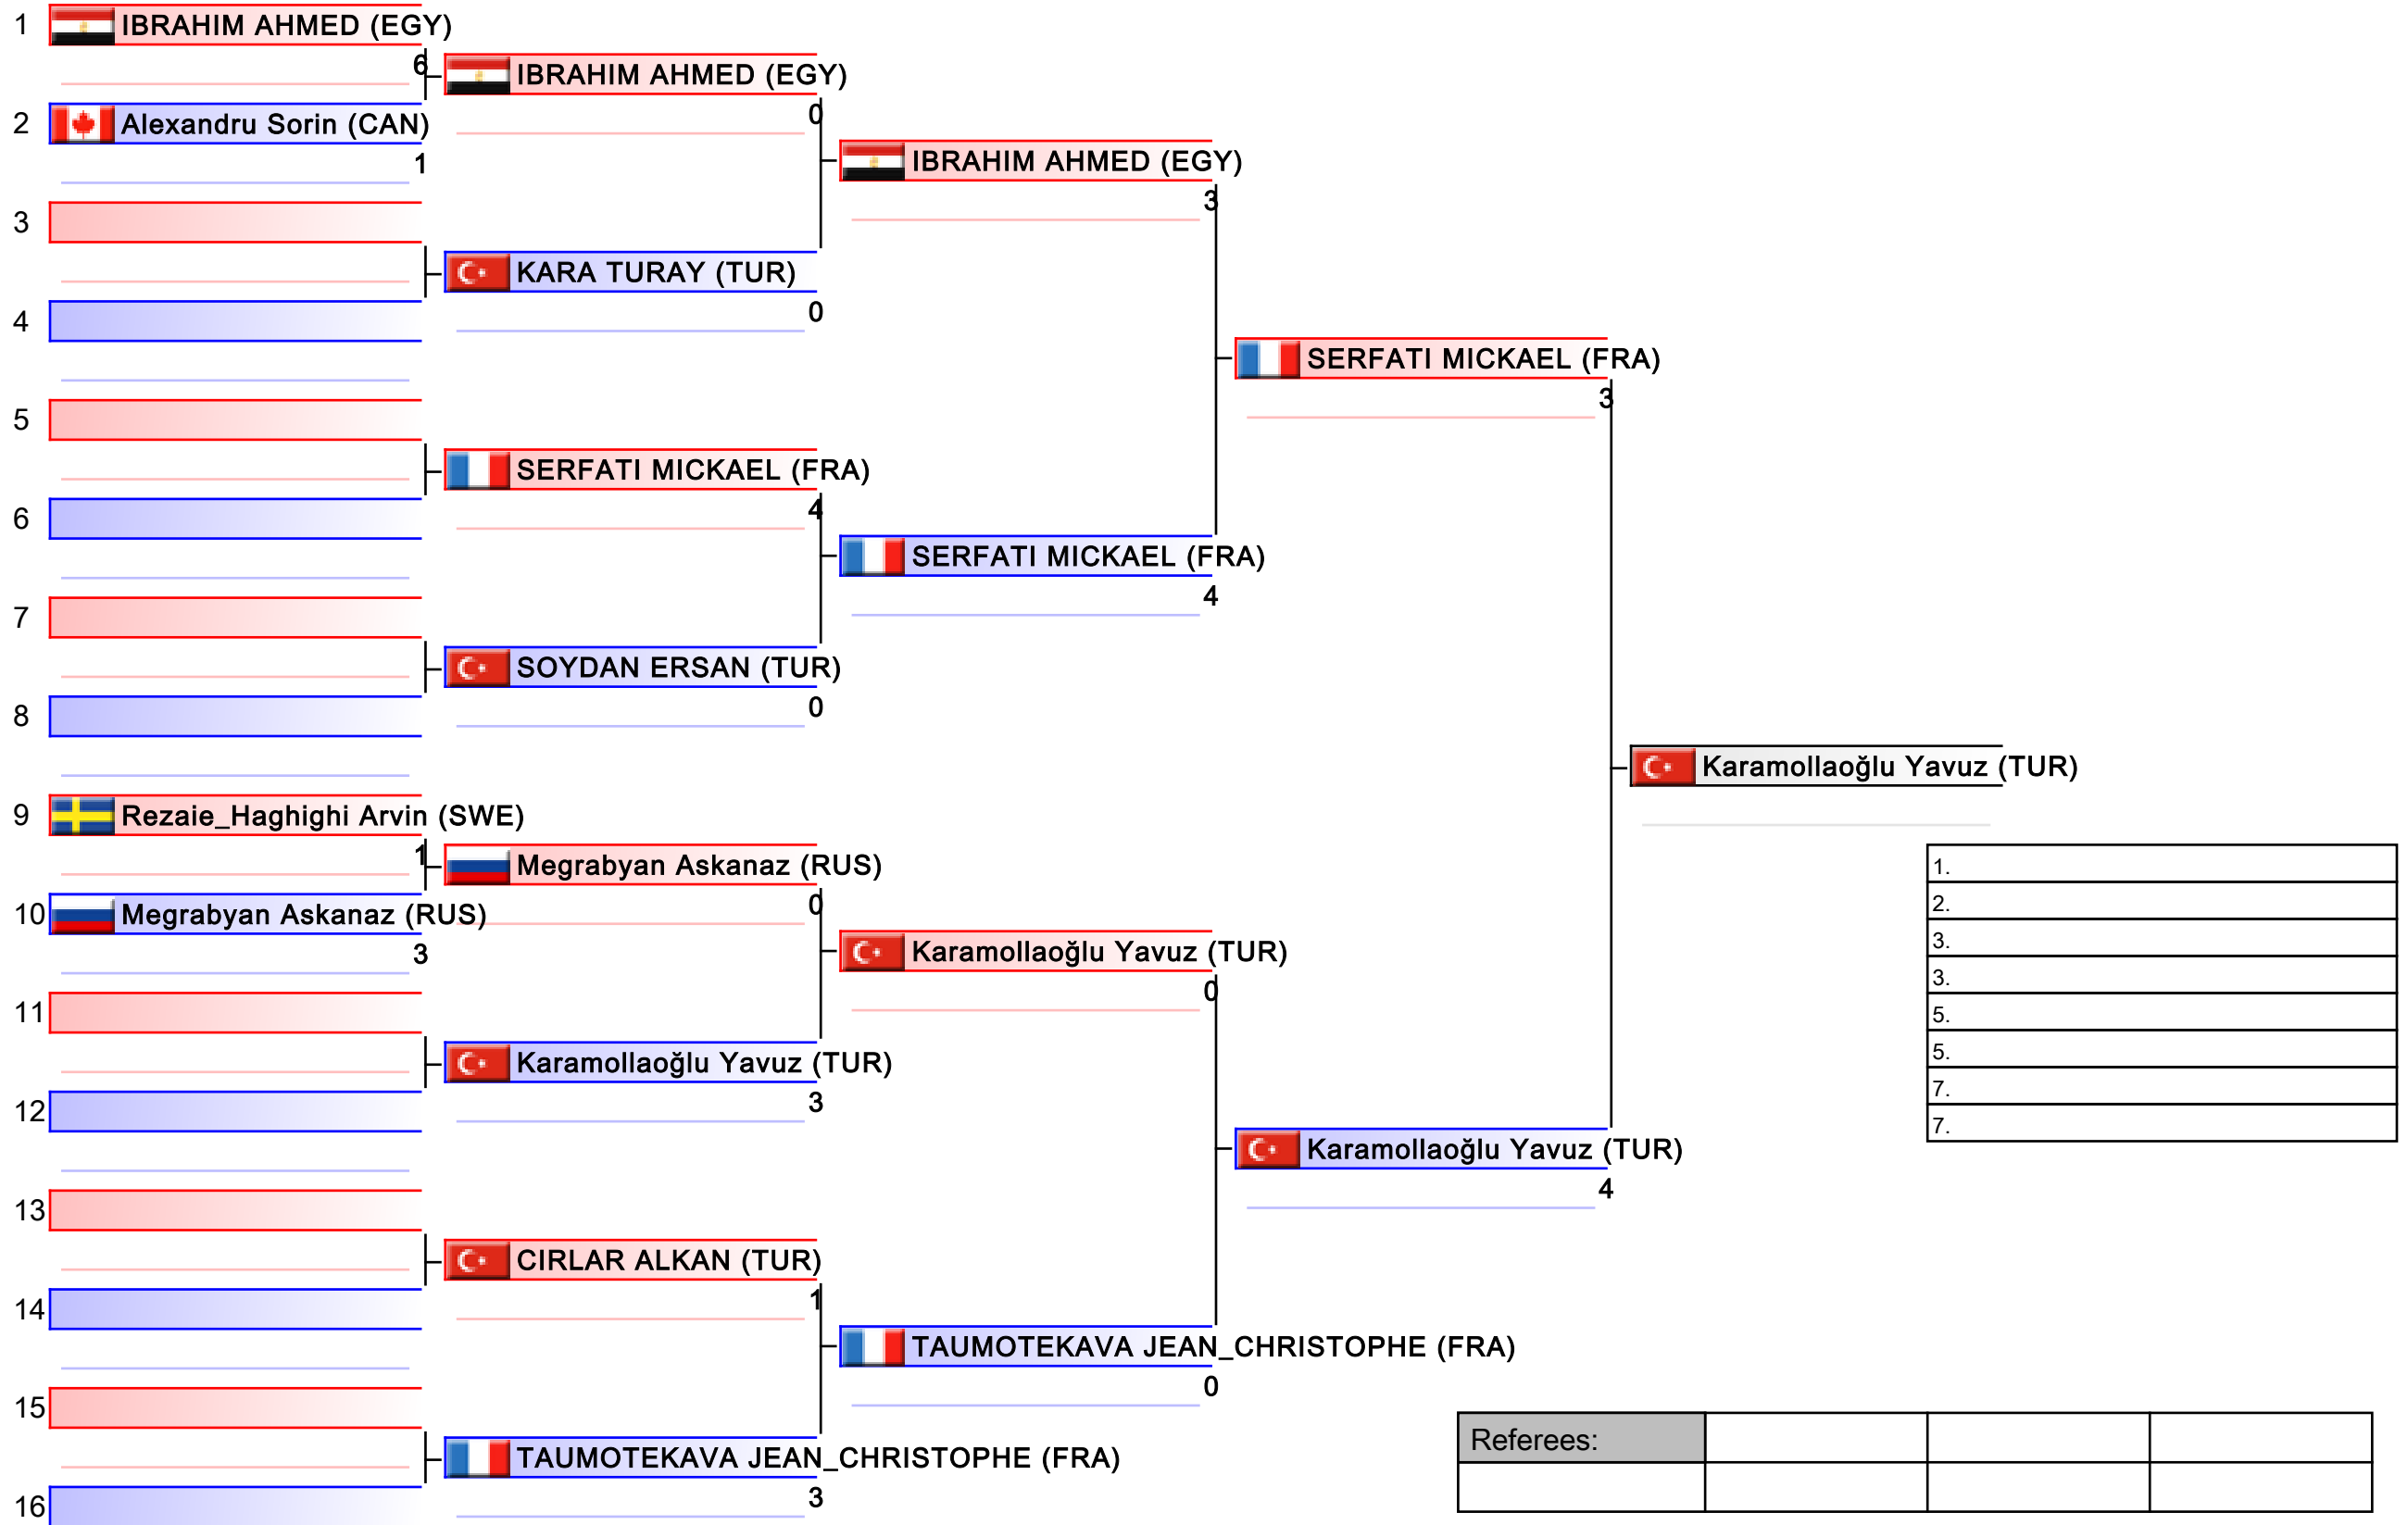 1 IBRAHIM AHMED (EGY)
6
2 Alexandru Sorin (CAN)
1
3
4
5
6
7
8
9 Rezaie_Haghighi Arvin (SWE)
1
10 Megrabyan Askanaz (RUS)
3
11
12
13
14
15
16
IBRAHIM AHMED (EGY)
0
KARA TURAY (TUR)
0
SERFATI MICKAEL (FRA)
4
SOYDAN ERSAN (TUR)
0
Megrabyan Askanaz (RUS)
0
Karamollaoğlu Yavuz (TUR)
3
CIRLAR ALKAN (TUR)
1
TAUMOTEKAVA JEAN_CHRISTOPHE (FRA)
3
IBRAHIM AHMED (EGY)
3
SERFATI MICKAEL (FRA)
4
Karamollaoğlu Yavuz (TUR)
0
TAUMOTEKAVA JEAN_CHRISTOPHE (FRA)
0
SERFATI MICKAEL (FRA)
3
Karamollaoğlu Yavuz (TUR)
4
Karamollaoğlu Yavuz (TUR)
1.
2.
3.
3.
5.
5.
7.
7.
Referees: